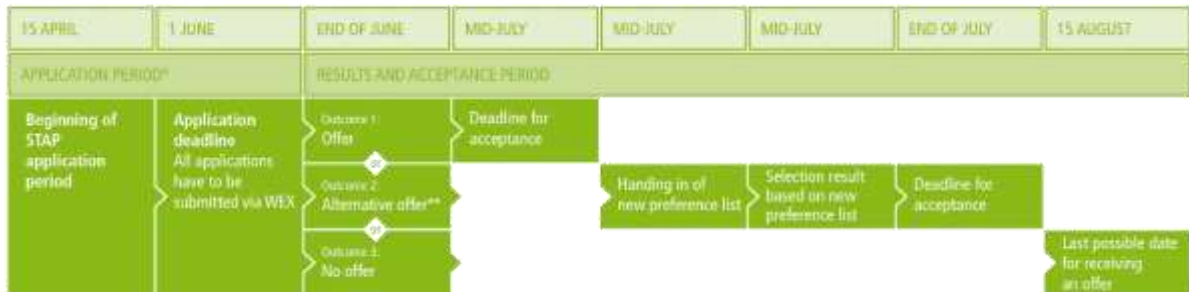 15 APRIL
1 JUNE
END OF JUNE
MID-JULY
MID-JULY
MID-JULY
END OF JULY
15 AUGUST
APPLICATION PERIOD*
RESULTS AND ACCEPTANCE PERIOD
Beginning of
STAP
application
period
Application
deadline
All applications
have to be
submitted via WEX
Outcome 1:
Offer
or
Outcome 2:
Alternative offer**
or
Outcome 3:
No offer
Deadline for
acceptance
Handing in of
new preference list
Selection result
based on new
preference list
Deadline for
acceptance
Last possible date
for receiving
an offer